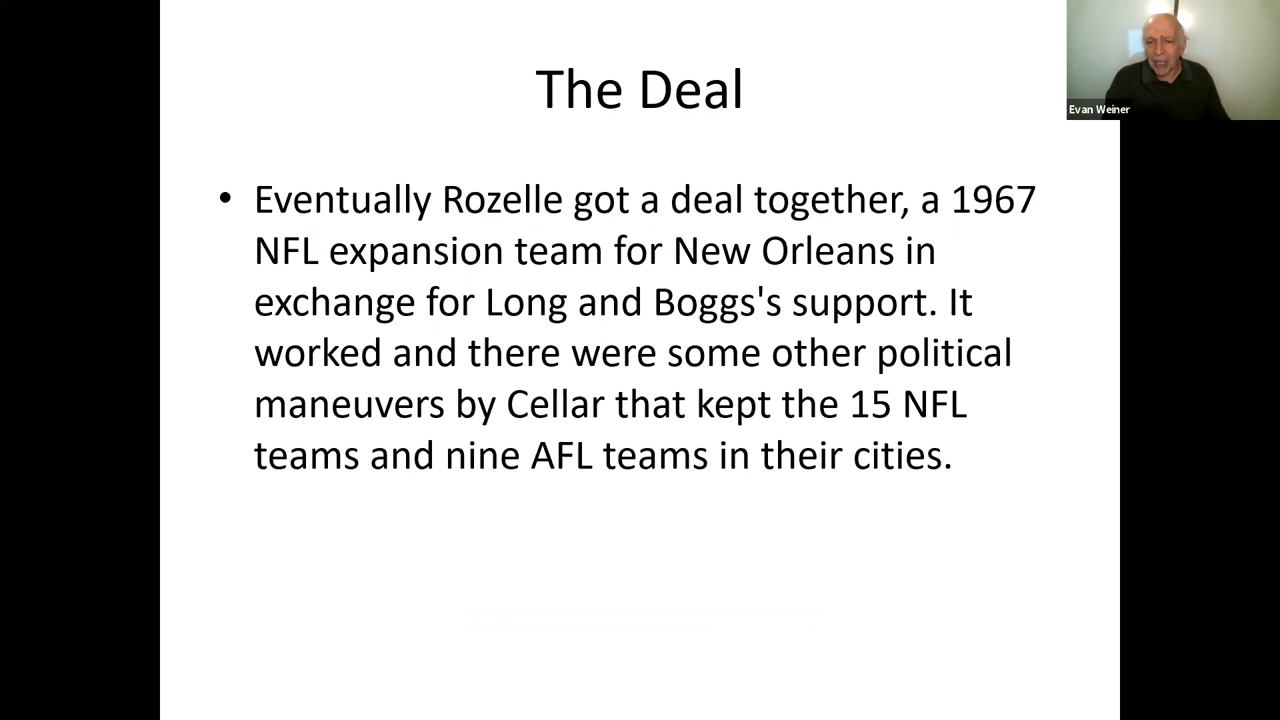 The Deal
• Eventually Rozelle got a deal together, a 1967
NFL expansion team for New Orleans in
exchange for Long and Boggs's support. It
worked and there were some other political
maneuvers by Cellar that kept the 15 NFL
teams and nine AFL teams in their cities.
Evan Weiner